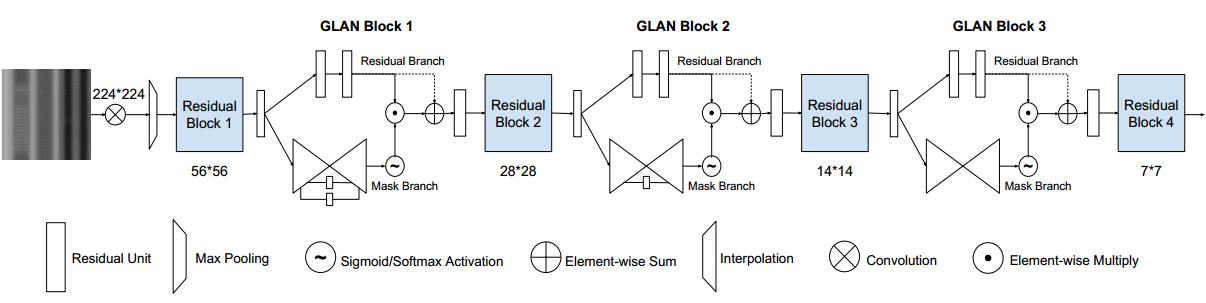 GLAN Block 1
GLAN Block 2
GLAN Block 3
224*224
Residual Block 1
56*56
Residual Branch
Mask Branch
Residual Block 2
28*28
Residual Branch
Mask Branch
Residual Block 3
14*14
Residual Branch
Mask Branch
Residual Block 4
7*7
Residual Unit
Max Pooling
~ Sigmoid/Softmax Activation
Element-wise Sum
Interpolation
Convolution
Element-wise Multiply